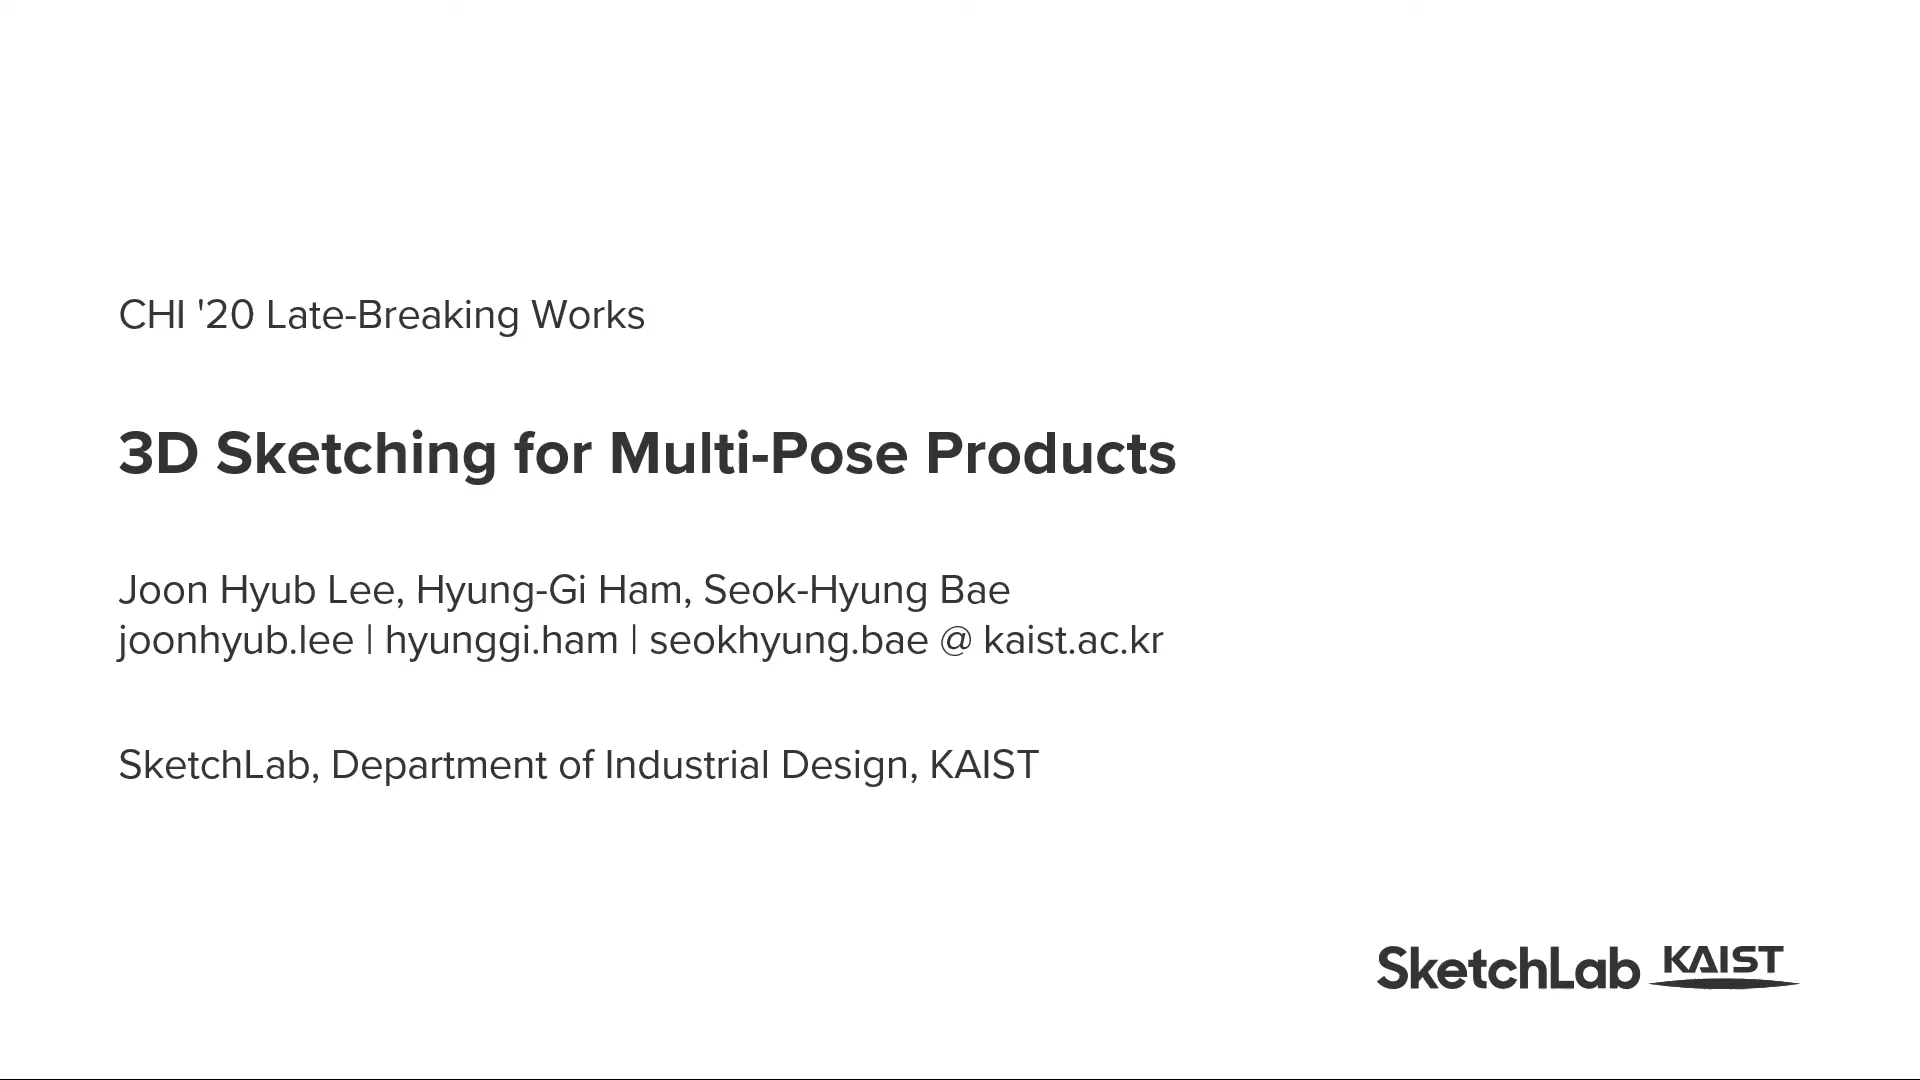 CHI '20 Late-Breaking Works
3D Sketching for Multi-Pose Products
Joon Hyub Lee, Hyung-Gi Ham, Seok-Hyung Bae
joonhyub.lee | hyunggi.ham | seokhyung.bae @ kaist.ac.kr
SketchLab, Department of Industrial Design, KAIST
SketchLab KAIST